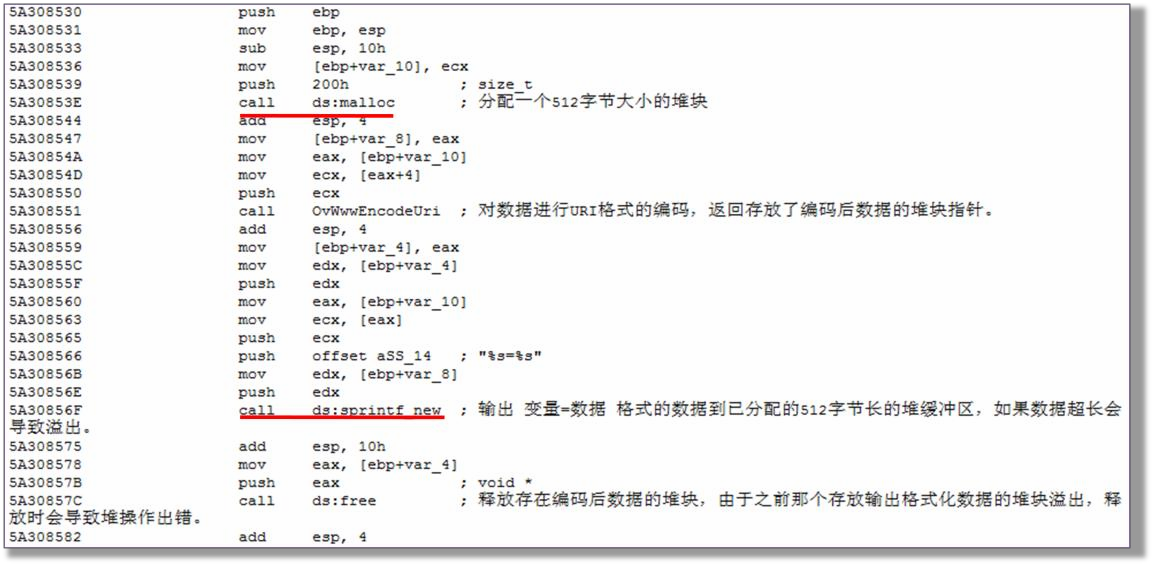 5A308530 push ebp
5A308531 mov ebp, esp
5A308533 sub esp, 10h
5A308536 mov [ebp+var_10], ecx
5A308539 push 200h ; size_t
5A30853E call ds:malloc ; 分配一个512字节大小的堆块
5A308544 add esp, 4
5A308547 mov [ebp+var_8], eax
5A30854A mov eax, [ebp+var_10]
5A30854D mov ecx, [eax+4]
5A308550 push ecx
5A308551 call OvWwwEncodeUri ; 对数据进行URI格式的编码，返回存放了编码后数据的堆块指针。
5A308556 add esp, 4
5A308559 mov [ebp+var_4], eax
5A30855C mov edx, [ebp+var_4]
5A30855F push edx
5A308560 mov eax, [ebp+var_10]
5A308563 mov ecx, [eax]
5A308565 push ecx
5A308566 push offset aSS_14 ; "%s=%s"
5A30856B mov edx, [ebp+var_8]
5A30856E push edx
5A30856F call ds:sprintf_new ; 输出 变量=数据 格式的数据到已分配的512字节长的堆缓冲区，如果数据超长会
导致溢出。
5A308575 add esp, 10h
5A308578 mov eax, [ebp+var_4]
5A30857B push eax ; void *
5A30857C call ds:free ; 释放存在编码后数据的堆块，由于之前那个存放输出格式化数据的堆块溢出，释
放时会导致堆操作出错。
5A308582 add esp, 4